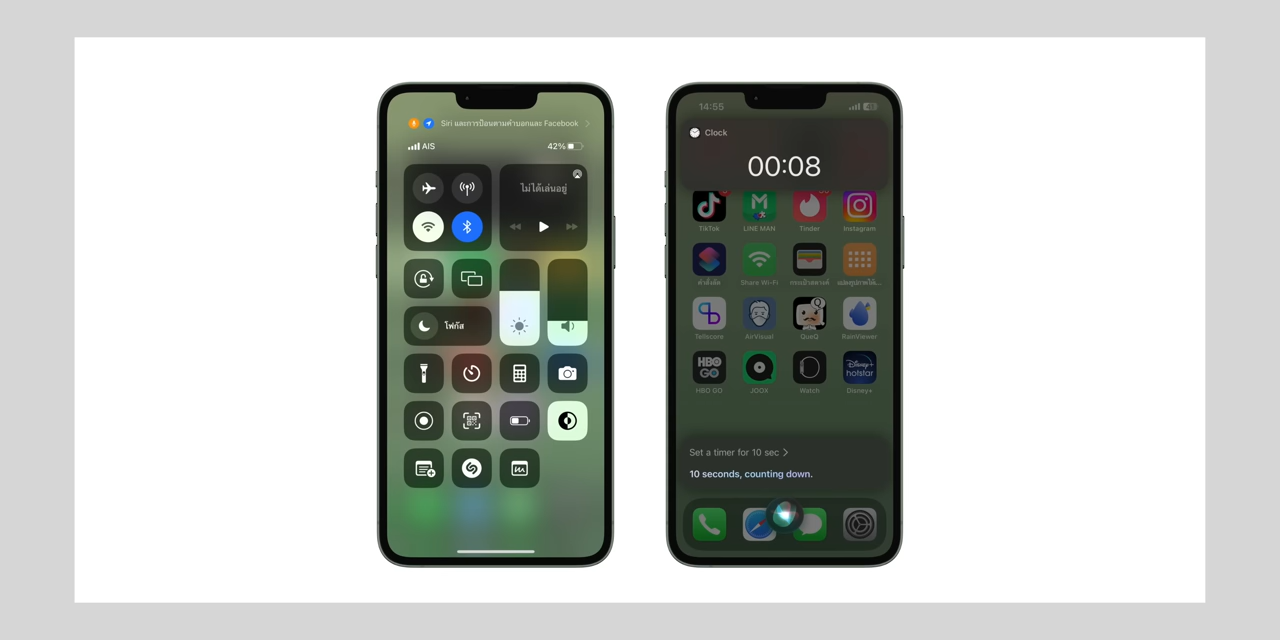 Siri และการป้อนตามคำบอกและ Facebook
AIS
42%
ไม่ได้เล่นอยู่
โฟกัส
14:55
Clock
00:08
TikTok
LINE MAN
Tinder
Instagram
คำสั่งลัด
Share Wi-Fi
กระเป๋าสตางค์
Tellscore
AirVisual
QueQ
RainViewer
HBO GO
HBO GO
JOOX
Watch
Disney+ hotstar
Disney+
Set a timer for 10 sec
10 seconds, counting down.